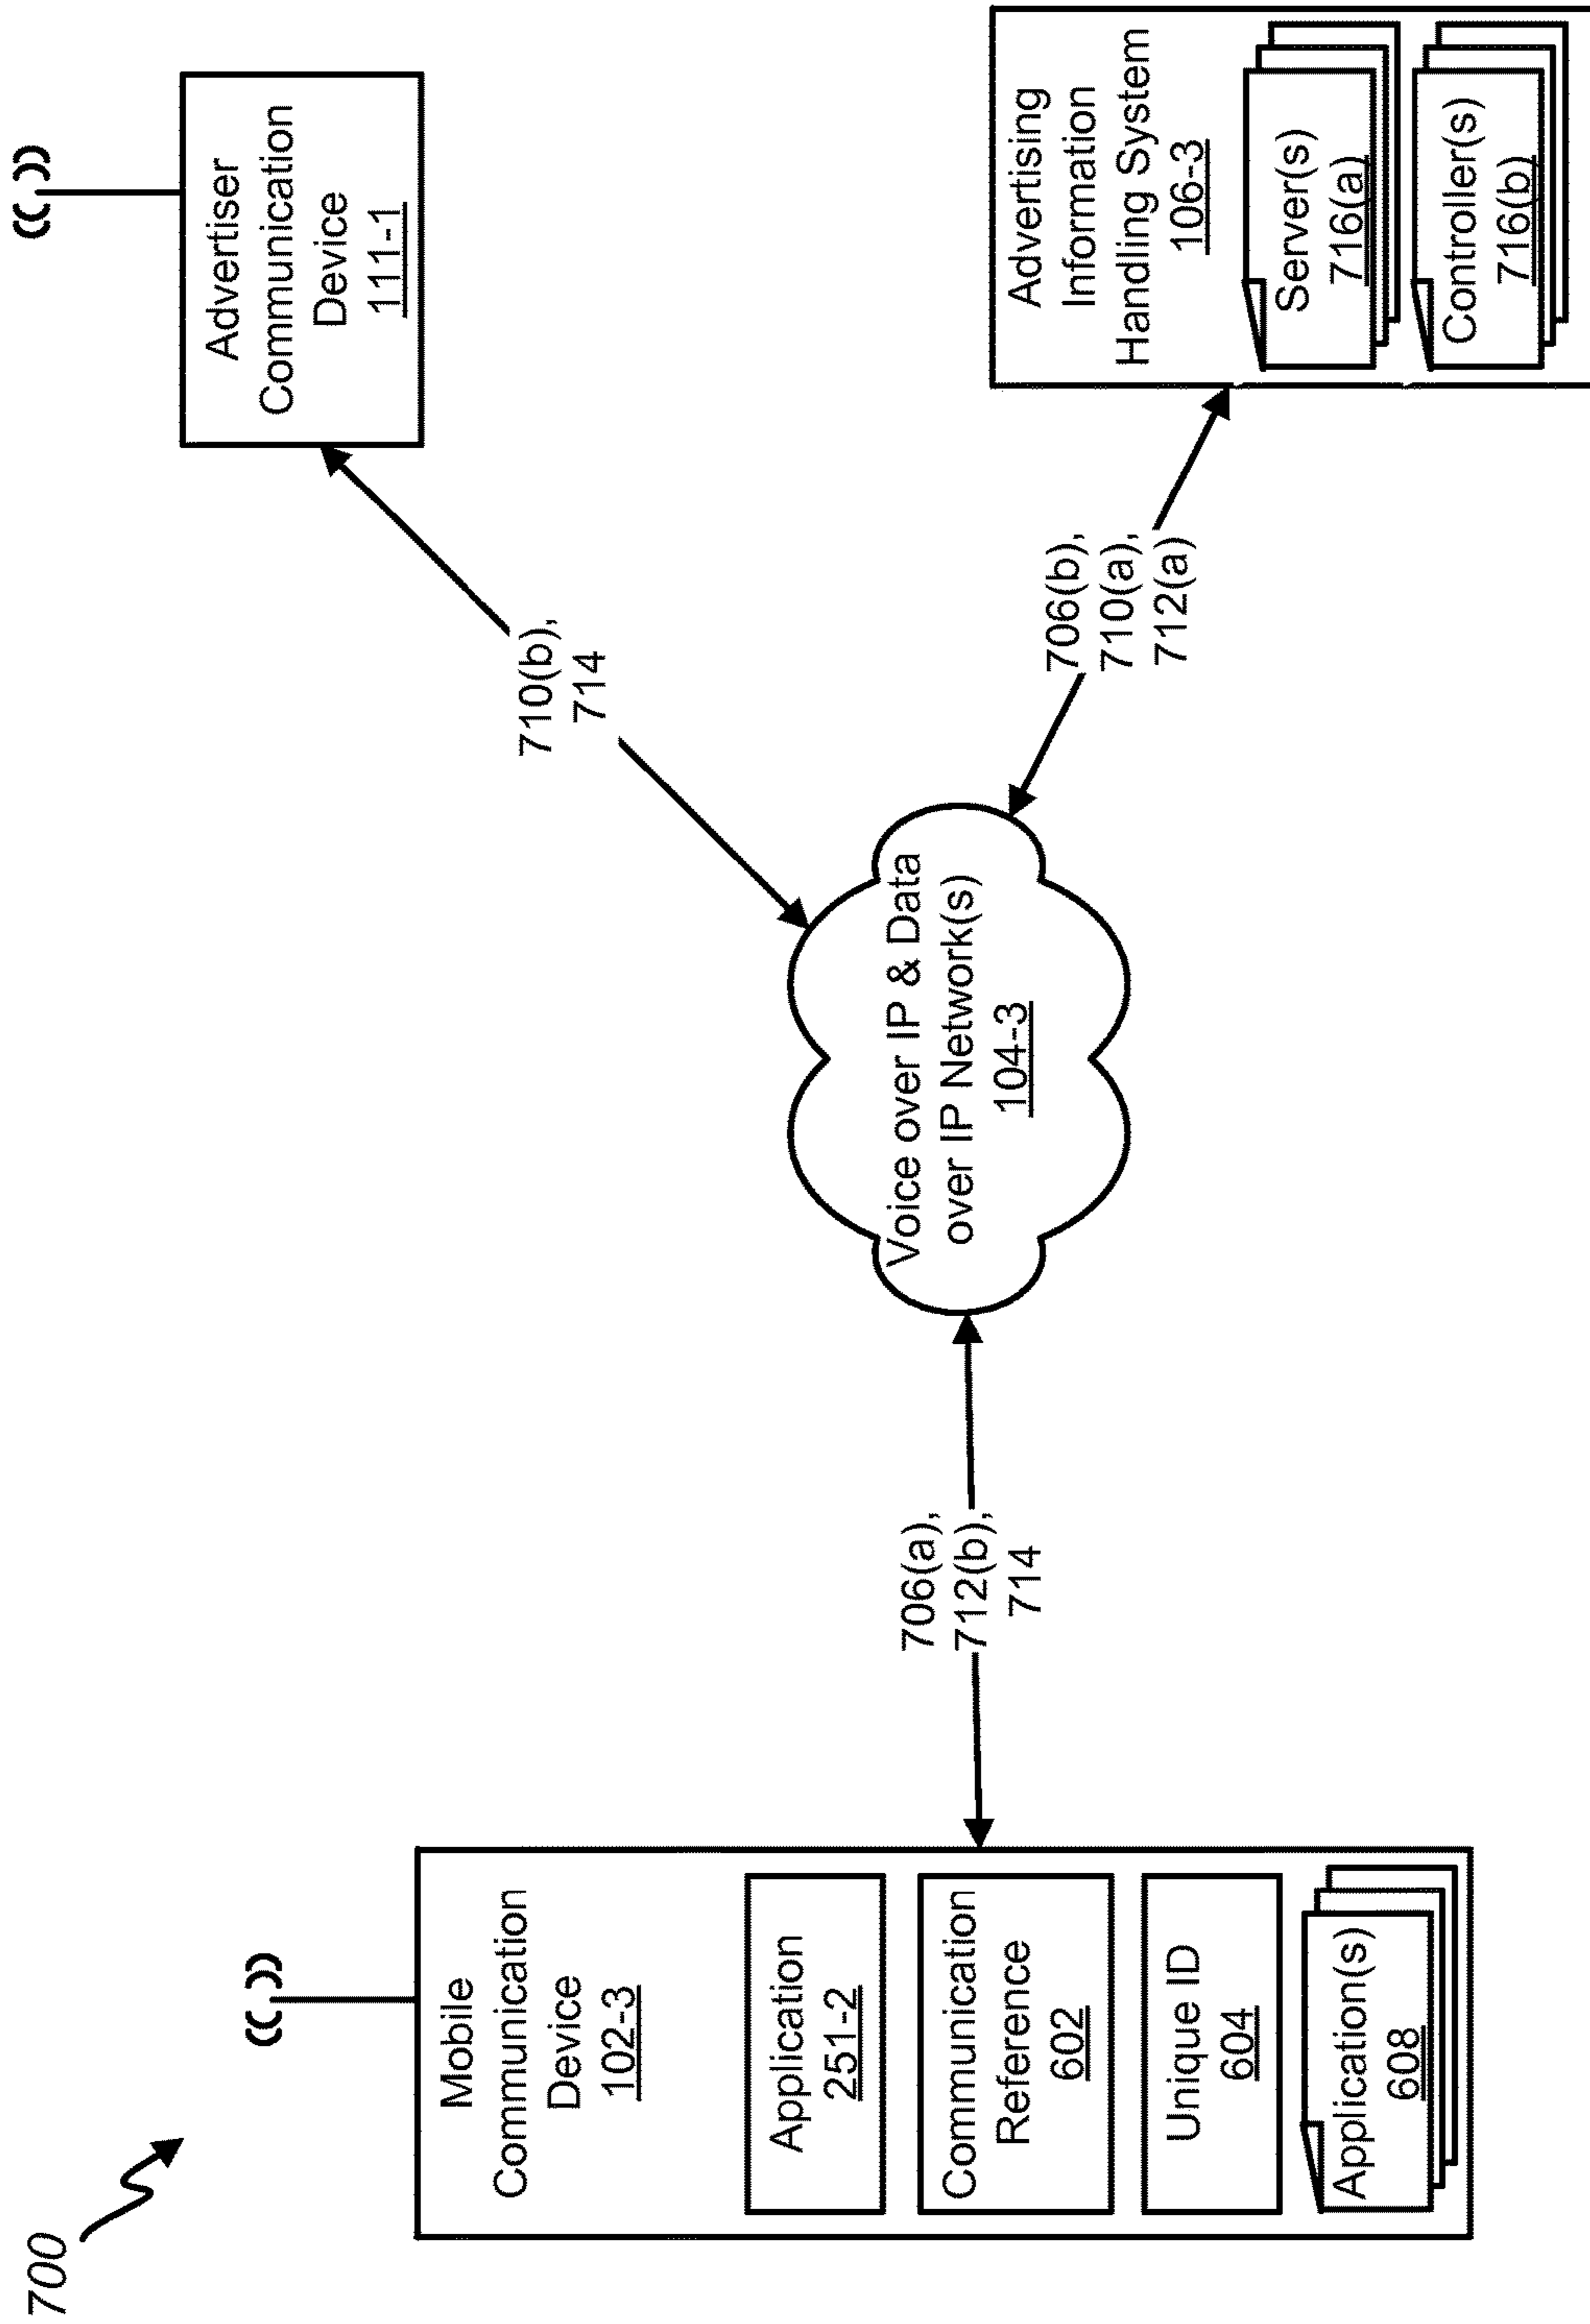 700
Mobile
Communication
Device
102-3
Application
251-2
Communication
Reference
602
Unique ID
604
Application(s)
608
706(a),
712(b),
714
Voice over IP & Data
over IP Network(s)
104-3
710(b),
714
706(b),
710(a),
712(a)
Advertiser
Communication
Device
111-1
Advertising
Information
Handling System
106-3
Server(s)
716(a)
Controller(s)
716(b)